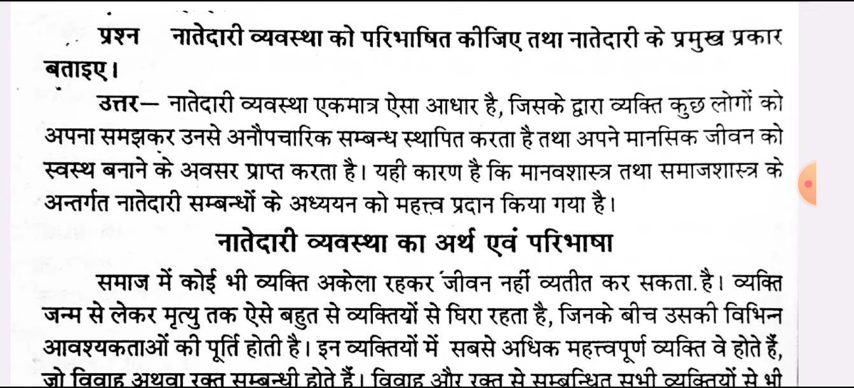 प्रश्न नातेदारी व्यवस्था को परिभाषित कीजिए तथा नातेदारी के प्रमुख प्रकार
बताइए।
उत्तर– नातेदारी व्यवस्था एकमात्र ऐसा आधार है, जिसके द्वारा व्यक्ति कुछ लोगों को
अपना समझकर उनसे अनौपचारिक सम्बन्ध स्थापित करता है तथा अपने मानसिक जीवन को
स्वस्थ बनाने के अवसर प्राप्त करता है। यही कारण है कि मानवशास्त्र तथा समाजशास्त्र के
अन्तर्गत नातेदारी सम्बन्धों के अध्ययन को महत्त्व प्रदान किया गया है।
नातेदारी व्यवस्था का अर्थ एवं परिभाषा
समाज में कोई भी व्यक्ति अकेला रहकर जीवन नहीं व्यतीत कर सकता है। व्यक्ति
जन्म से लेकर मृत्यु तक ऐसे बहुत से व्यक्तियों से घिरा रहता है, जिनके बीच उसकी विभिन्न
आवश्यकताओं की पूर्ति होती है। इन व्यक्तियों में सबसे अधिक महत्त्वपूर्ण व्यक्ति वे होते हैं,
जो विवाह अथवा रक्त सम्बन्धी होते हैं। विवाह और रक्त से सम्बन्धित सभी व्यक्तियों से भी